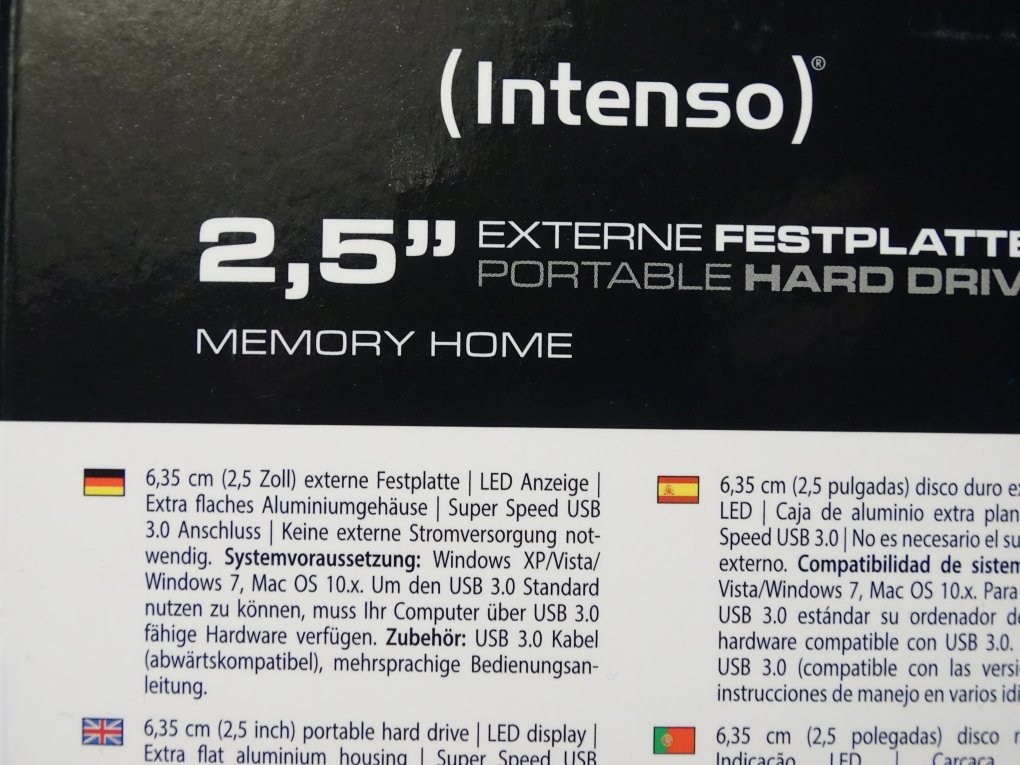 (Intenso)®
2,5” EXTERNE FESTPLATTE
PORTABLE HARD
MEMORY HOME
6,35 cm (2,5 Zoll) externe Festplatte | LED Anzeige |
Extra flaches Aluminiumgehäuse | Super Speed USB
3.0 Anschluss | Keine externe Stromversorgung not-
wendig. Systemvoraussetzung: Windows XP/Vista/
Windows 7, Mac OS 10.x. Um den USB 3.0 Standard
nutzen zu können, muss Ihr Computer über USB 3.0
fähige Hardware verfügen. Zubehör: USB 3.0 Kabel
(abwärtskompatibel), mehrsprachige Bedienungsan-
leitung.
6,35 cm (2,5 inch) portable hard drive | LED display |
Extra flat aluminium housing | Super Speed USB
6,35 cm (2,5 pulgadas) disco duro
LED | Caja de aluminio extra
Speed USB 3.0 | No es necesario el
externo. Compatibilidad de
Vista/Windows 7, Mac OS 10.x. Para
USB 3.0 estándar su ordenador
hardware compatible con USB 3.0.
USB 3.0 (compatible con las
instrucciones de manejo en varios
6,35 cm (2,5 polegadas) disco
Indicação LED | Carcaça